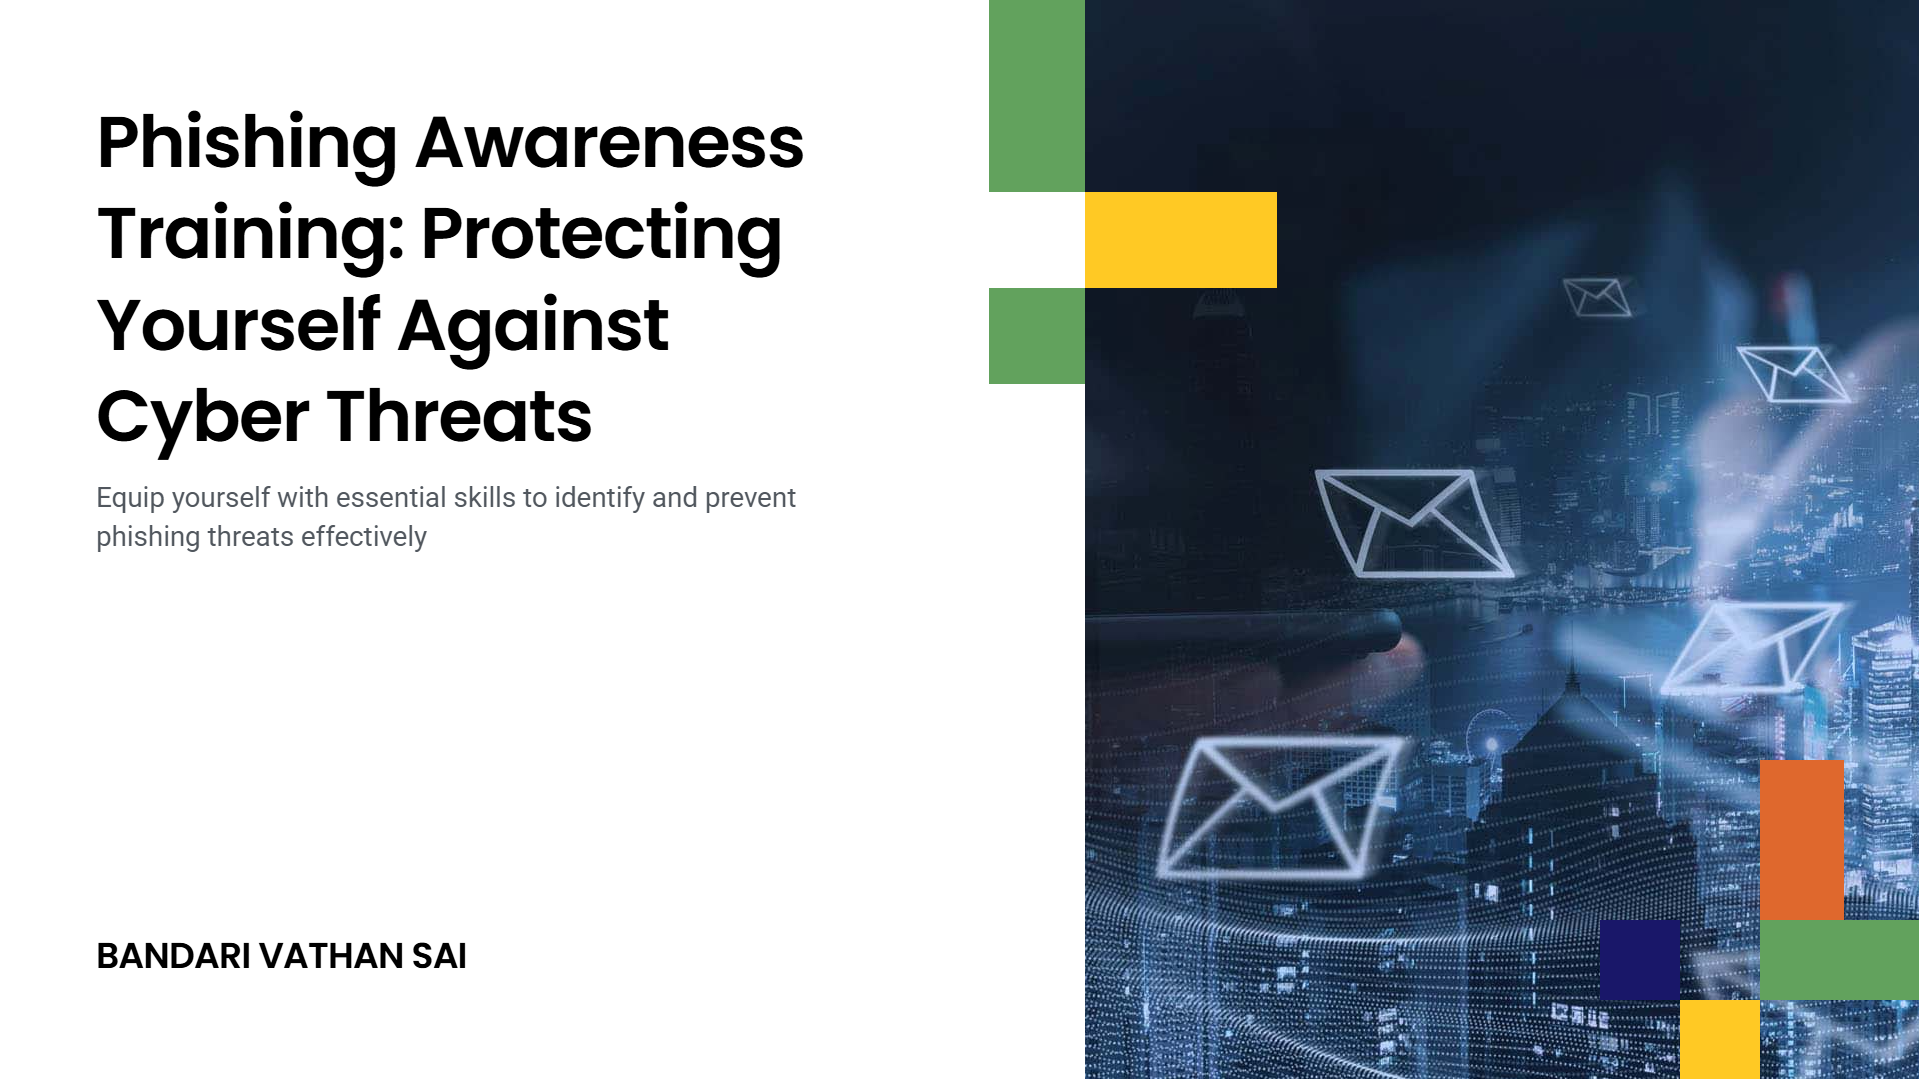 Phishing Awareness
Training: Protecting
Yourself Against
Cyber Threats
Equip yourself with essential skills to identify and prevent
phishing threats effectively
BANDARI VATHAN SAI